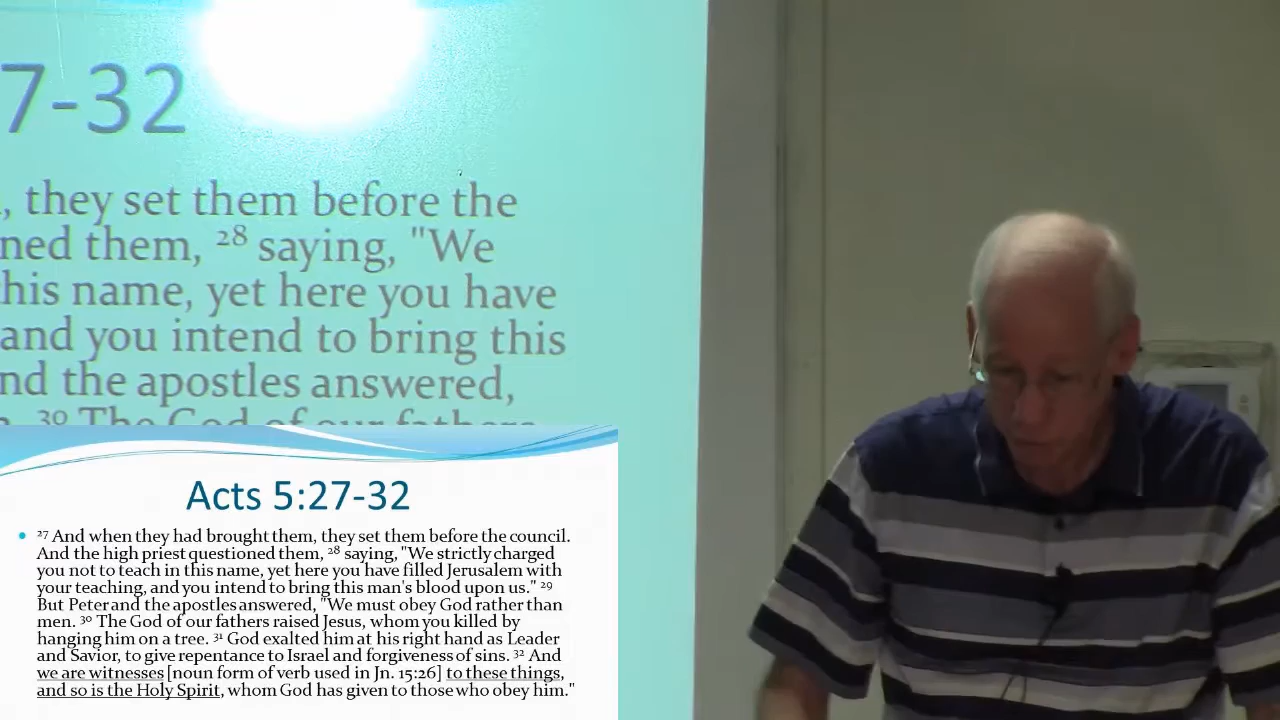 7-32
, they set them before the
ned them, ²⁸ saying, "We
his name, yet here you have
and you intend to bring this
nd the apostles answered,
³⁰ The God of our fathers
Acts 5:27-32
• ²⁷ And when they had brought them, they set them before the council.
And the high priest questioned them, ²⁸ saying, "We strictly charged
you not to teach in this name, yet here you have filled Jerusalem with
your teaching, and you intend to bring this man's blood upon us." ²⁹
But Peter and the apostles answered, "We must obey God rather than
men. ³⁰ The God of our fathers raised Jesus, whom you killed by
hanging him on a tree. ³¹ God exalted him at his right hand as Leader
and Savior, to give repentance to Israel and forgiveness of sins. ³² And
we are witnesses [noun form of verb used in Jn. 15:26] to these things,
and so is the Holy Spirit, whom God has given to those who obey him."